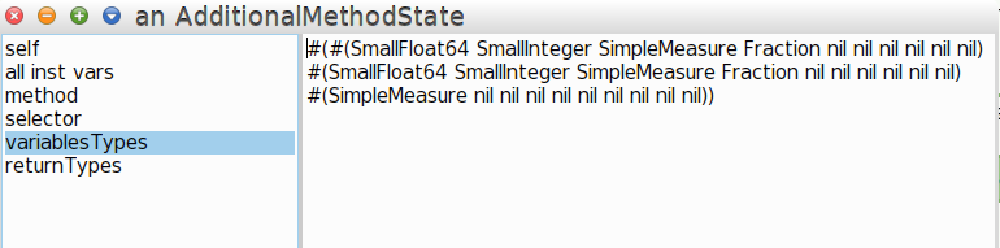 an AdditionalMethodState
self
all inst vars
method
selector
variablesTypes
returnTypes
#(#(SmallFloat64 SmallInteger SimpleMeasure Fraction nil nil nil nil nil nil)
#(SmallFloat64 SmallInteger SimpleMeasure Fraction nil nil nil nil nil nil)
#(SimpleMeasure nil nil nil nil nil nil nil nil nil))